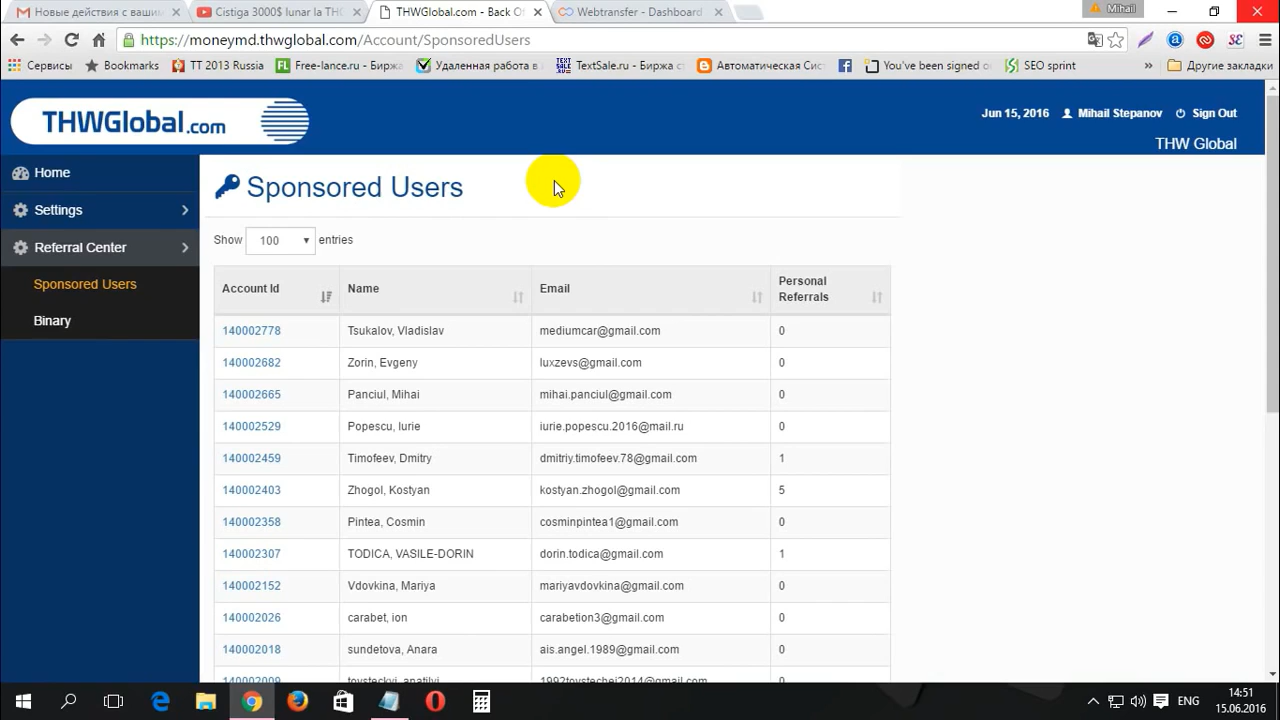 Новые действия с вашим
Cistiga 3000$ lunar la THC
THWGlobal.com - Back Of
Webtransfer - Dashboard
Mihail
https://moneymd.thwglobal.com/Account/SponsoredUsers
Сервисы Bookmarks TT 2013 Russia FL Free-lance.ru - Биржа Удаленная работа в TextSale.ru - Биржа с Автоматическая Сис You've been signed o SEO sprint » Другие закладки
THWGlobal.com
Jun 15, 2016 Mihail Stepanov Sign Out
THW Global
Home
Settings
Referral Center
Sponsored Users
Binary
Sponsored Users
Show 100 entries
Account Id Name Email Personal Referrals
140002778 Tsukalov, Vladislav mediumcar@gmail.com 0
140002682 Zorin, Evgeny luxzevs@gmail.com 0
140002665 Panciul, Mihai mihai.panciul@gmail.com 0
140002529 Popescu, Iurie iurie.popescu.2016@mail.ru 0
140002459 Timofeev, Dmitry dmitriy.timofeev.78@gmail.com 1
140002403 Zhogol, Kostyan kostyan.zhogol@gmail.com 5
140002358 Pintea, Cosmin cosminpintea1@gmail.com 0
140002307 TODICA, VASILE-DORIN dorin.todica@gmail.com 1
140002152 Vdovkina, Mariya mariyavdovkina@gmail.com 0
140002026 carabet, ion carabetion3@gmail.com 0
140002018 sundetova, Anara ais.angel.1989@gmail.com 0
140002009
ENG
14:51
15.06.2016